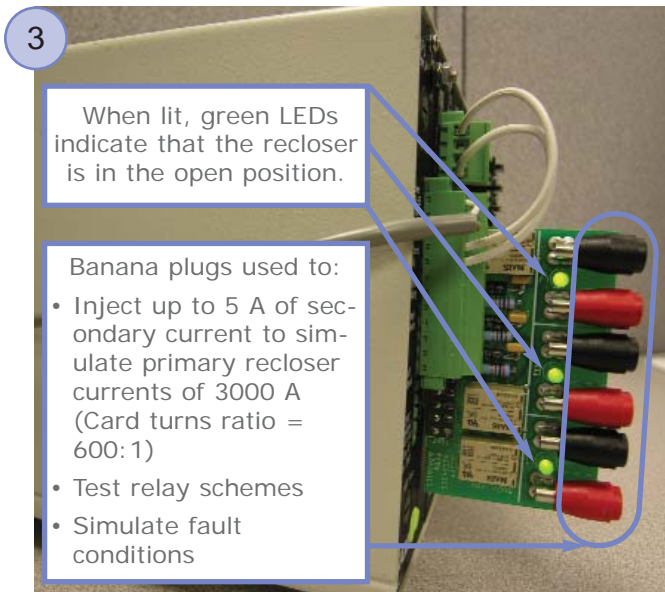 3
When lit, green LEDs
indicate that the recloser
is in the open position.
Banana plugs used to:
• Inject up to 5 A of sec-
ondary current to sim-
ulate primary recloser
currents of 3000 A
(Card turns ratio =
600:1)
• Test relay schemes
• Simulate fault
conditions